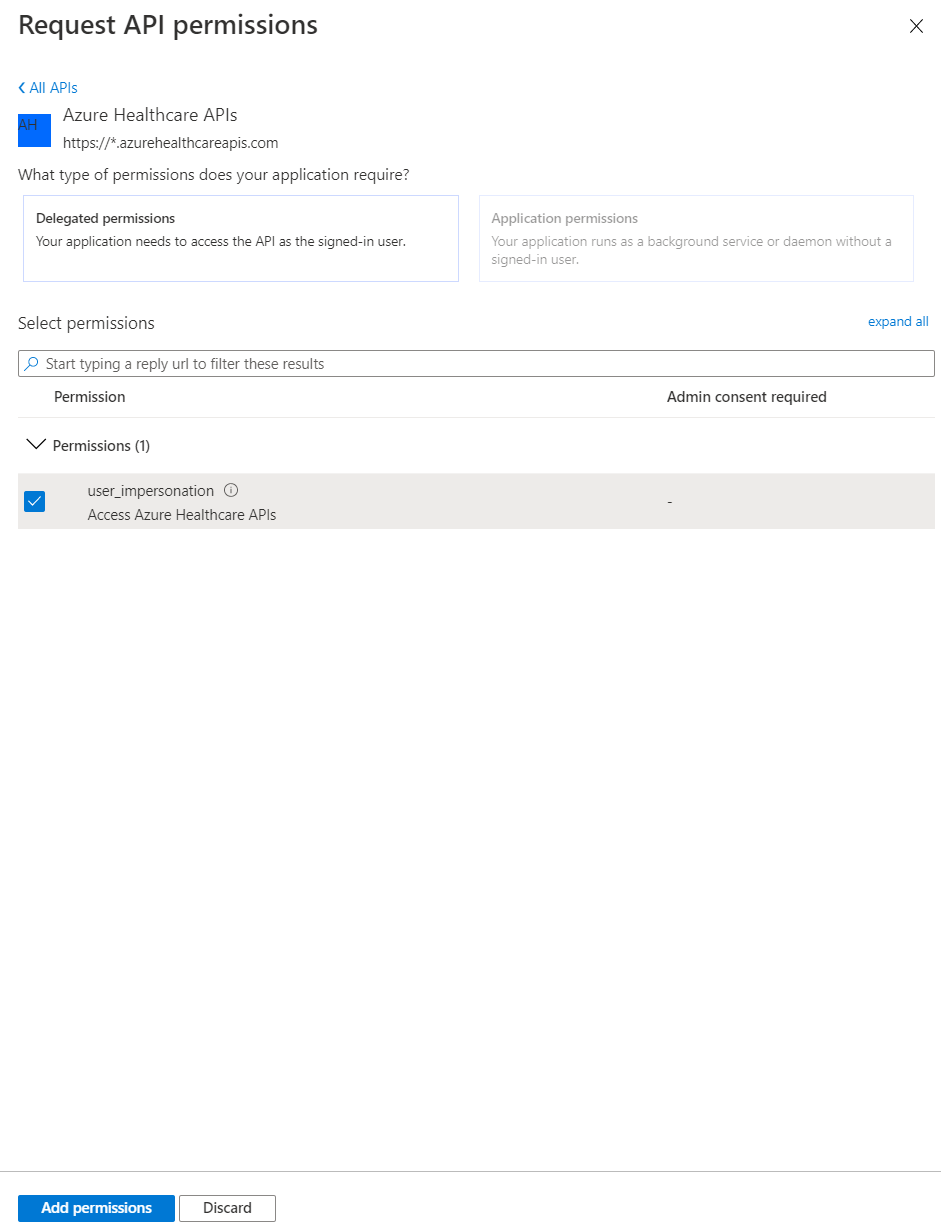 Request API permissions
All APIs
AH
Azure Healthcare APIs
https://*.azurehealthcareapis.com
What type of permissions does your application require?
Delegated permissions
Your application needs to access the API as the signed-in user.
Application permissions
Your application runs as a background service or daemon without a
signed-in user.
Select permissions
expand all
Start typing a reply url to filter these results
Permission
Admin consent required
Permissions (1)
user_impersonation
Access Azure Healthcare APIs
-
Add permissions
Discard